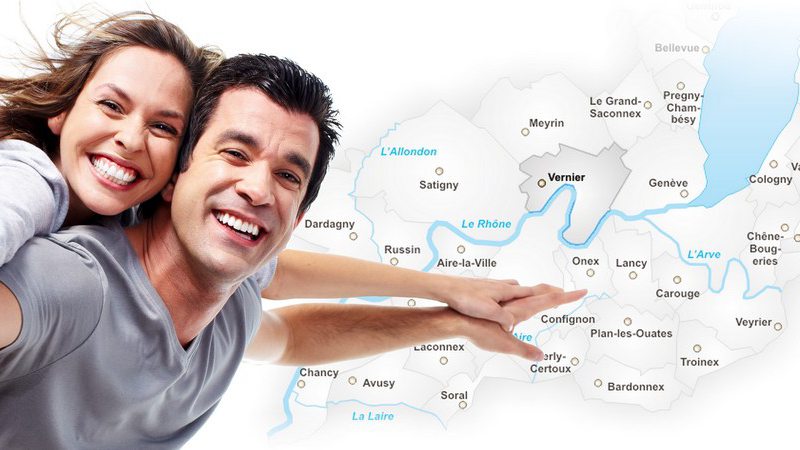 Bellevue
Le Grand-
Saconnex
Pregny-
Cham-
bésy
Meyrin
L'Allondon
Satigny
Vernier
Genève
Cologny
Dardagny
Le Rhône
Russin
Aire-la-Ville
Onex
Lancy
L'Arve
Chêne-
Boug-
eries
Carouge
Confignon
Plan-les-Ouates
Veyrier
Laconnex
Troinex
Chancy
Avusy
Bardonnex
Soral
La Laire